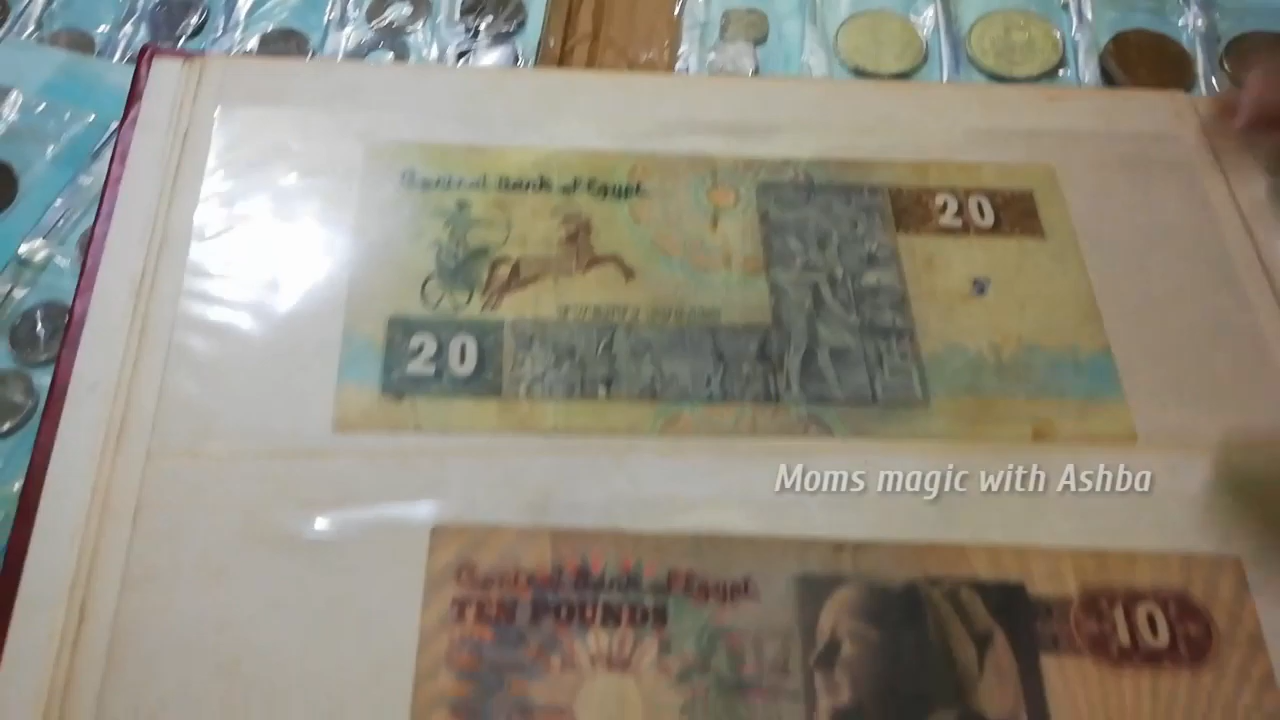 Central Bank of Egypt
20
TWENTY POUNDS
20
Moms magic with Ashba
Central Bank of Egypt
TEN POUNDS
10